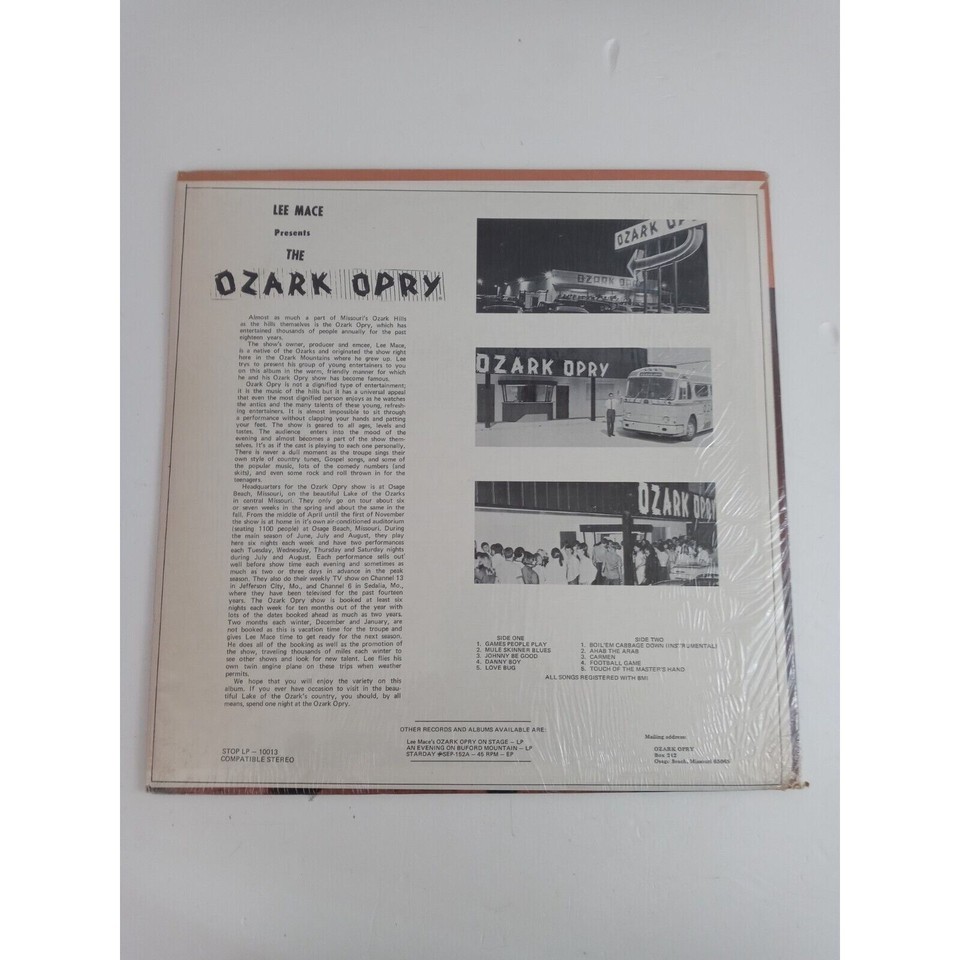 LEE MACE
Presents
THE
OZARK OPRY
Almost as much a part of Missouri's Ozark Hills
as the hills themselves is the Ozark Opry, which has
entertained thousands of people annually for the past
eighteen years.
The show's owner, producer and emcee, Lee Mace,
is a native of the Ozarks and originated the show right
here in the Ozark Mountains where he grew up. Lee
trys to present his group of young entertainers to you
on this album in the warm, friendly manner for which
he and his Ozark Opry show has become famous.
Ozark Opry is not a dignified type of entertainment;
it is the music of the hills but it has a universal appeal
that even the most dignified person enjoys as he watches
the antics and the many talents of these young, refresh-
ing entertainers. It is almost impossible to sit through
a performance without clapping your hands and patting
your feet. The show is geared to all ages, levels and
tastes. The audience enters into the mood of the
evening and almost becomes a part of the show them-
selves. It's as if the cast is playing to each one personally.
There is never a dull moment as the troupe sings their
own style of country tunes, Gospel songs, and some of
the popular music, lots of the comedy numbers (and
skits), and even some rock and roll thrown in for the
teenagers.
Headquarters for the Ozark Opry show is at Osage
Beach, Missouri, on the beautiful Lake of the Ozarks
in central Missouri. They only go on tour about six
or seven weeks in the spring and about the same in the
fall. From the middle of April until the first of November
the show is at home in it's own air-conditioned auditorium
(seating 1100 people) at Osage Beach, Missouri. During
the main season of June, July and August, they play
here six nights each week and have two performances
each Tuesday, Wednesday, Thursday and Saturday nights
during July and August. Each performance sells out
well before show time each evening and sometimes as
much as two or three days in advance in the peak
season. They also do their weekly TV show on Channel 13
in Jefferson City, Mo., and Channel 6 in Sedalia, Mo.,
where they have been televised for the past fourteen
years. The Ozark Opry show is booked at least six
nights each week for ten months out of the year with
lots of the dates booked ahead as much as two years.
Two months each winter, December and January, are
not booked as this is vacation time for the troupe and
gives Lee Mace time to get ready for the next season.
He does all of the booking as well as the promotion of
the show, traveling thousands of miles each winter to
see other shows and look for new talent. Lee flies his
own twin engine plane on these trips when weather
permits.
We hope that you will enjoy the variety on this
album. If you ever have occasion to visit in the beau-
tiful Lake of the Ozark's country, you should, by all
means, spend one night at the Ozark Opry.
STOP LP – 10013
COMPATIBLE STEREO
OZARK OP
OZARK OP
OZARK OPRY
OZARK OPRY
SIDE ONE
1. GAMES PEOPLE PLAY
2. MULE SKINNER BLUES
3. JOHNNY BE GOOD
4. DANNY BOY
5. LOVE BUG
SIDE TWO
1. BOIL'EM CABBAGE DOWN (INSTRUMENTAL)
2. AHAB THE ARAB
3. CARMEN
4. FOOTBALL GAME
5. TOUCH OF THE MASTER'S HAND
ALL SONGS REGISTERED WITH BMI
OTHER RECORDS AND ALBUMS AVAILABLE ARE:
Lee Mace's OZARK OPRY ON STAGE – LP
AN EVENING ON BUFORD MOUNTAIN – LP
STARDAY #SEP-152A – 45 RPM – EP
Mailing address:
OZARK OPRY
Box 242
Osage Beach, Missouri